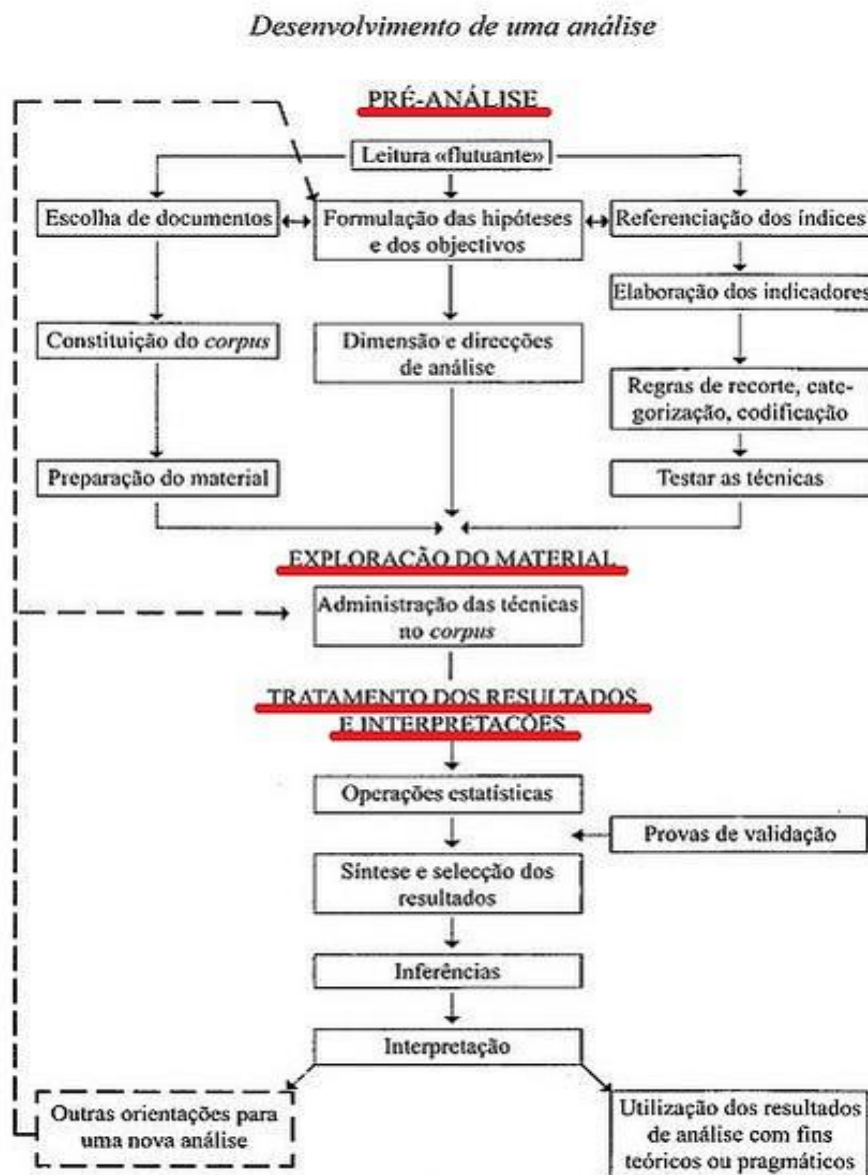 Desenvolvimento de uma análise
PRÉ-ANÁLISE
Leitura «flutuante»
Escolha de documentos
Formulação das hipóteses
e dos objectivos
Referenciação dos índices
Elaboração dos indicadores
Constituição do corpus
Dimensão e direcções
de análise
Regras de recorte, cate-
gorização, codificação
Preparação do material
Testar as técnicas
EXPLORAÇÃO DO MATERIAL
Administração das técnicas
no corpus
TRATAMENTO DOS RESULTADOS
E INTERPRETAÇÕES
Operações estatísticas
Provas de validação
Síntese e selecção dos
resultados
Inferências
Interpretação
Outras orientações para
uma nova análise
Utilização dos resultados
de análise com fins
teóricos ou pragmáticos